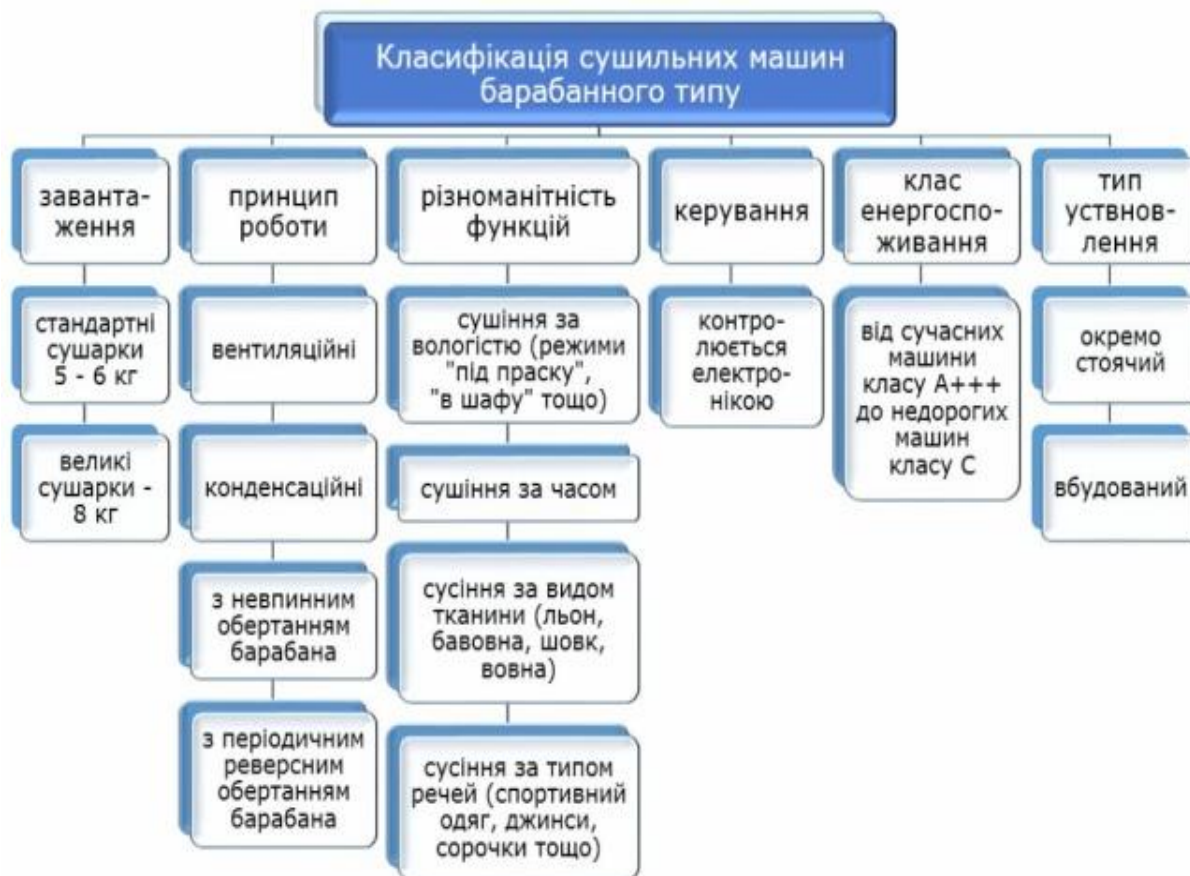 Класифікація сушильних машин
барабанного типу
заванта-
ження
стандартні
сушарки
5 - 6 кг
великі
сушарки -
8 кг
принцип
роботи
вентиляційні
конденсаційні
з невпинним
обертанням
барабана
з періодичним
реверсним
обертанням
барабана
різноманітність
функцій
сушіння за
вологістю (режими
"під праску",
"в шафу" тощо)
сушіння за часом
сусіння за видом
тканини (льон,
бавовна, шовк,
вовна)
сусіння за типом
речей (спортивний
одяг, джинси,
сорочки тощо)
керування
контро-
люється
електро-
нікою
клас
енергоспо-
живання
від сучасних
машини
класу А+++
до недорогих
машин
класу С
тип
уствнов-
лення
окремо
стоячий
вбудований